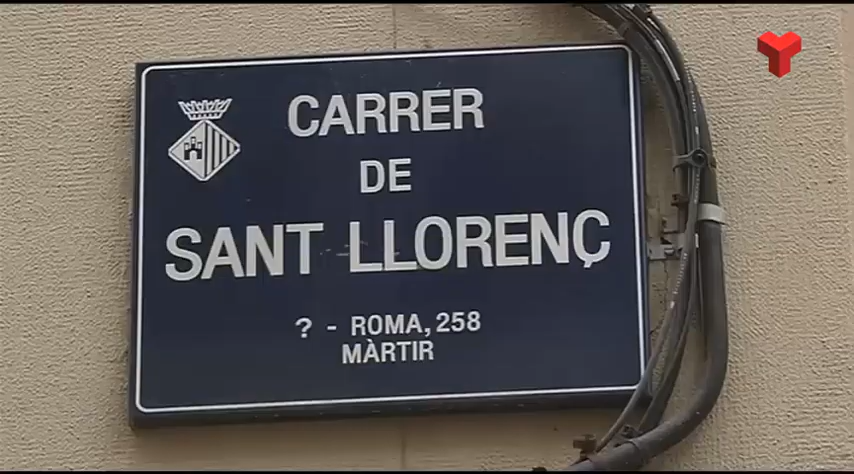 CARRER
DE
SANT LLORENÇ
? - ROMA, 258
MÀRTIR